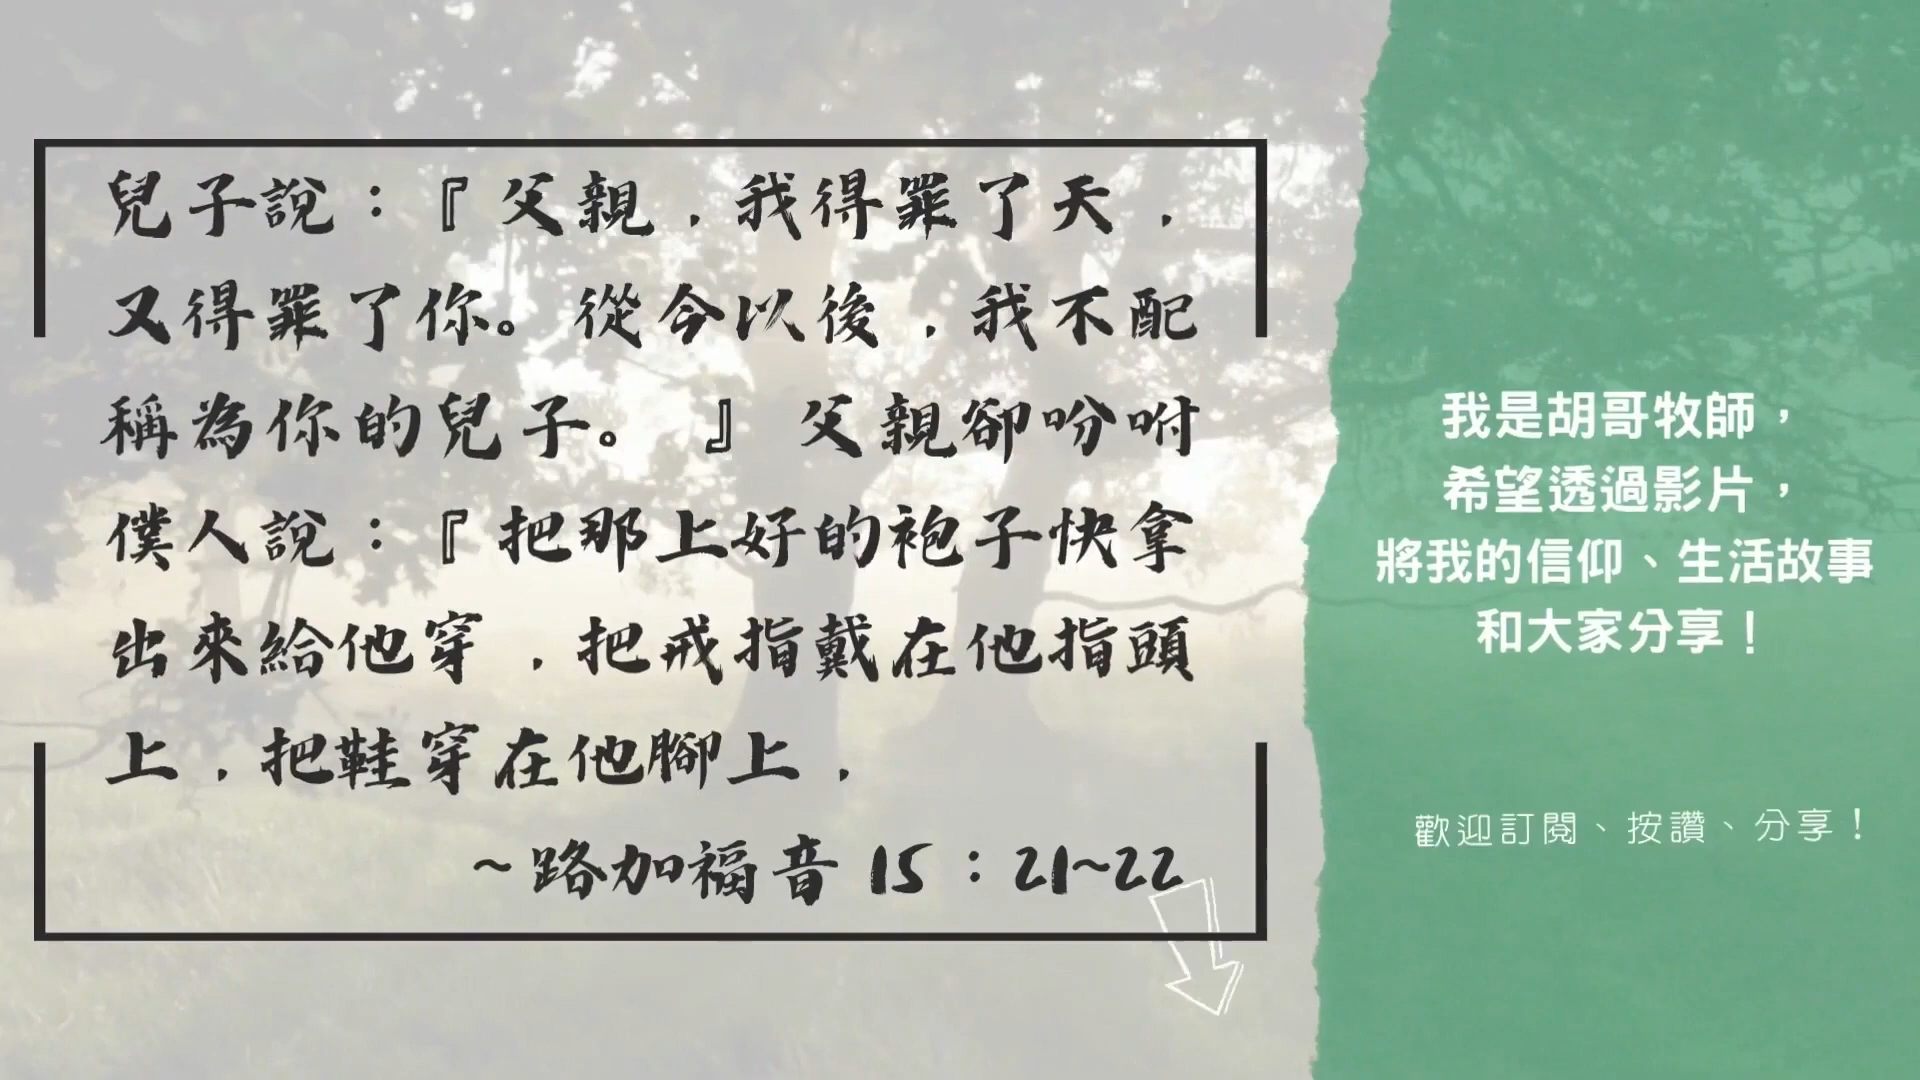 兒子說：『父親，我得罪了天，
又得罪了你。從今以後，我不配
稱為你的兒子。』父親卻吩咐
僕人說：『把那上好的袍子快拿
出來給他穿，把戒指戴在他指頭
上，把鞋穿在他腳上，
~路加福音 15：21~22
我是胡哥牧師，
希望透過影片，
將我的信仰、生活故事
和大家分享！
歡迎訂閱、按讚、分享！